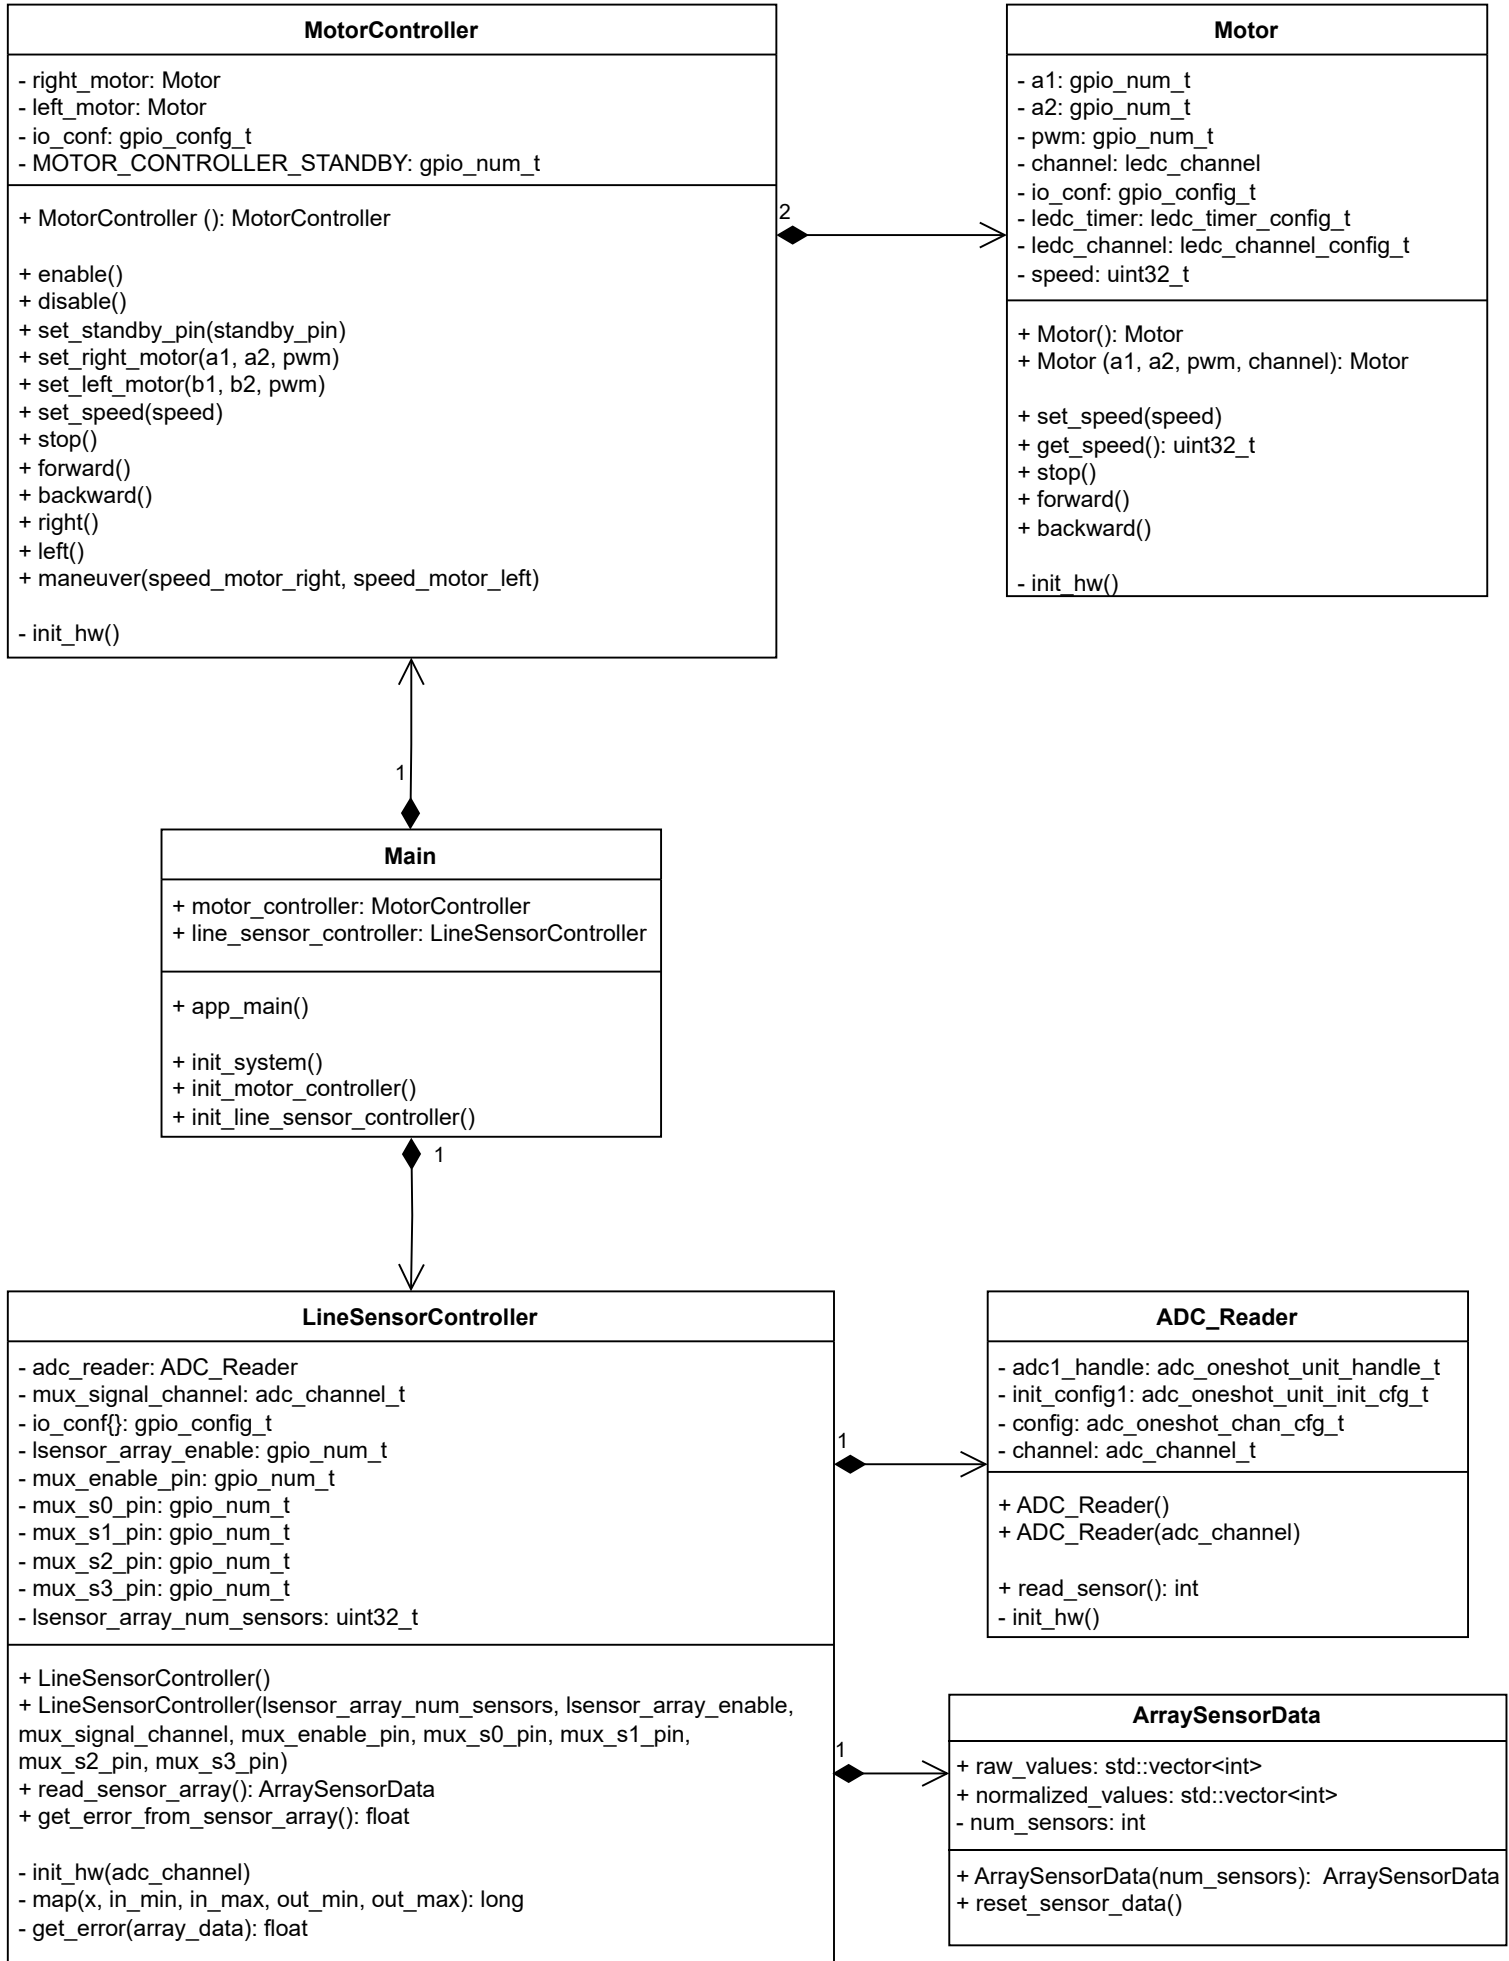 MotorController
- right_motor: Motor
- left_motor: Motor
- io_conf: gpio_confg_t
- MOTOR_CONTROLLER_STANDBY: gpio_num_t
+ MotorController (): MotorController
+ enable()
+ disable()
+ set_standby_pin(standby_pin)
+ set_right_motor(a1, a2, pwm)
+ set_left_motor(b1, b2, pwm)
+ set_speed(speed)
+ stop()
+ forward()
+ backward()
+ right()
+ left()
+ maneuver(speed_motor_right, speed_motor_left)
- init_hw()
2
Motor
- a1: gpio_num_t
- a2: gpio_num_t
- pwm: gpio_num_t
- channel: ledc_channel
- io_conf: gpio_config_t
- ledc_timer: ledc_timer_config_t
- ledc_channel: ledc_channel_config_t
- speed: uint32_t
+ Motor(): Motor
+ Motor (a1, a2, pwm, channel): Motor
+ set_speed(speed)
+ get_speed(): uint32_t
+ stop()
+ forward()
+ backward()
- init_hw()
1
Main
+ motor_controller: MotorController
+ line_sensor_controller: LineSensorController
+ app_main()
+ init_system()
+ init_motor_controller()
+ init_line_sensor_controller()
1
LineSensorController
- adc_reader: ADC_Reader
- mux_signal_channel: adc_channel_t
- io_conf{}: gpio_config_t
- lsensor_array_enable: gpio_num_t
- mux_enable_pin: gpio_num_t
- mux_s0_pin: gpio_num_t
- mux_s1_pin: gpio_num_t
- mux_s2_pin: gpio_num_t
- mux_s3_pin: gpio_num_t
- lsensor_array_num_sensors: uint32_t
+ LineSensorController()
+ LineSensorController(lsensor_array_num_sensors, lsensor_array_enable,
mux_signal_channel, mux_enable_pin, mux_s0_pin, mux_s1_pin,
mux_s2_pin, mux_s3_pin)
+ read_sensor_array(): ArraySensorData
+ get_error_from_sensor_array(): float
- init_hw(adc_channel)
- map(x, in_min, in_max, out_min, out_max): long
- get_error(array_data): float
1
ADC_Reader
- adc1_handle: adc_oneshot_unit_handle_t
- init_config1: adc_oneshot_unit_init_cfg_t
- config: adc_oneshot_chan_cfg_t
- channel: adc_channel_t
+ ADC_Reader()
+ ADC_Reader(adc_channel)
+ read_sensor(): int
- init_hw()
1
ArraySensorData
+ raw_values: std::vector<int>
+ normalized_values: std::vector<int>
- num_sensors: int
+ ArraySensorData(num_sensors): ArraySensorData
+ reset_sensor_data()